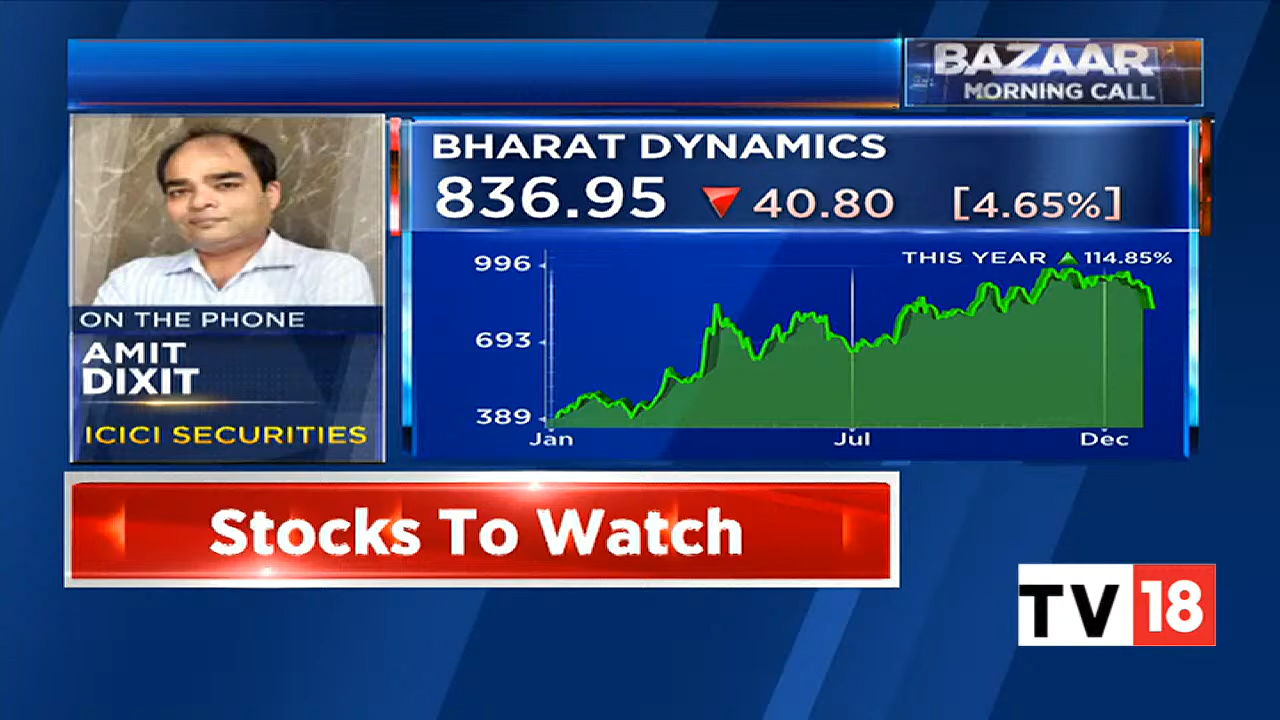 BAZAAR
MORNING CALL
BHARAT DYNAMICS
836.95 ▼ 40.80 [4.65%]
THIS YEAR ▲ 114.85%
996
693
389
Jan Jul Dec
ON THE PHONE
AMIT
DIXIT
ICICI SECURITIES
Stocks To Watch
TV18